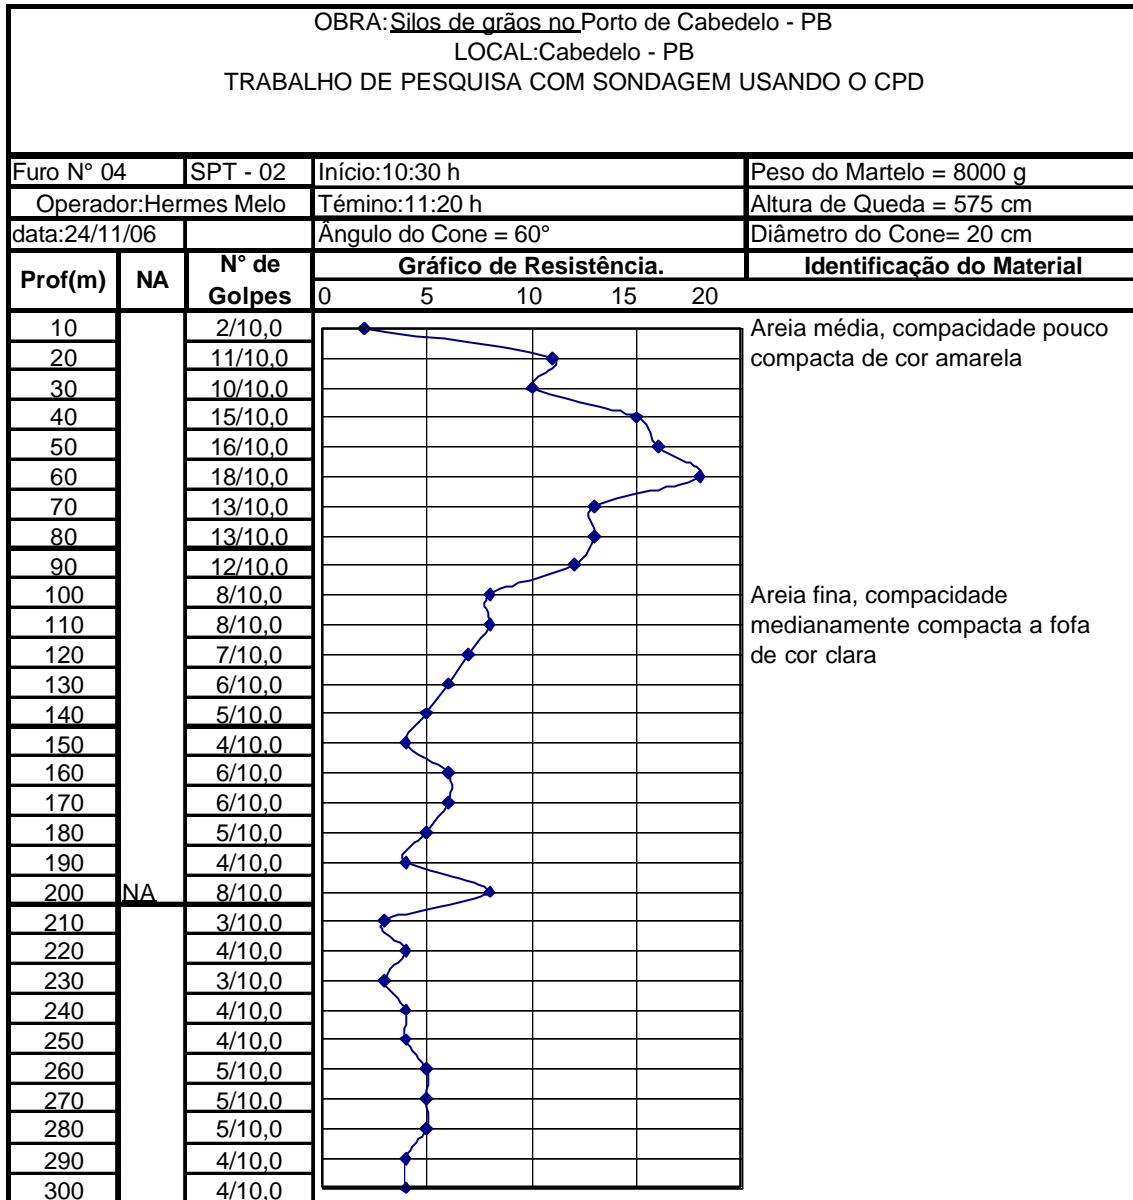 OBRA:Silos de grãos no Porto de Cabedelo - PB
LOCAL:Cabedelo - PB
TRABALHO DE PESQUISA COM SONDAGEM USANDO O CPD
Furo N° 04 SPT - 02 Início:10:30 h Peso do Martelo = 8000 g
Operador:Hermes Melo Témino:11:20 h Altura de Queda = 575 cm
data:24/11/06 Ângulo do Cone = 60° Diâmetro do Cone= 20 cm
Prof(m) NA N° de Golpes Gráfico de Resistência. Identificação do Material
0 5 10 15 20
10 2/10,0 Areia média, compacidade pouco
20 11/10,0 compacta de cor amarela
30 10/10,0
40 15/10,0
50 16/10,0
60 18/10,0
70 13/10,0
80 13/10,0
90 12/10,0
100 8/10,0 Areia fina, compacidade
110 8/10,0 medianamente compacta a fofa
120 7/10,0 de cor clara
130 6/10,0
140 5/10,0
150 4/10,0
160 6/10,0
170 6/10,0
180 5/10,0
190 4/10,0
200 NA 8/10,0
210 3/10,0
220 4/10,0
230 3/10,0
240 4/10,0
250 4/10,0
260 5/10,0
270 5/10,0
280 5/10,0
290 4/10,0
300 4/10,0